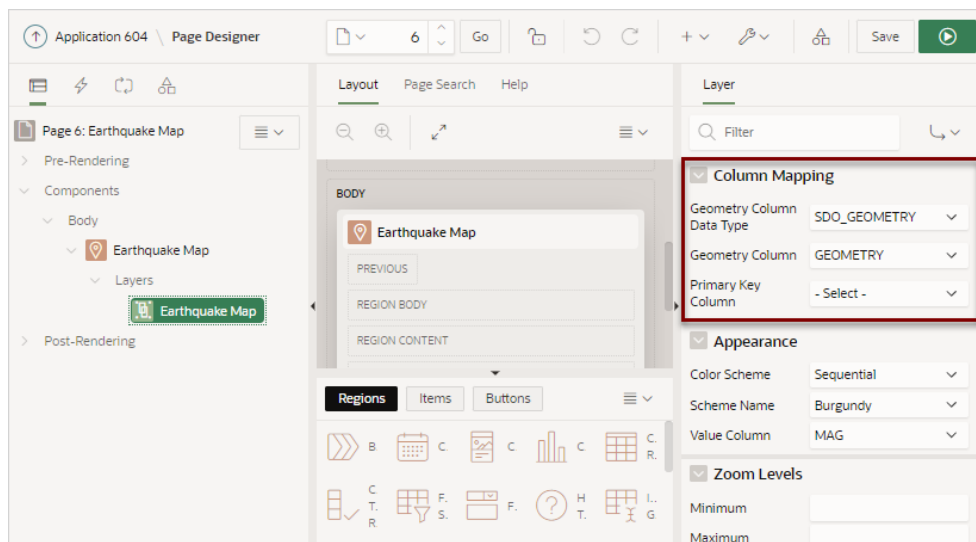 Application 604 \ Page Designer
6
Go
Save
Layout Page Search Help
Layer
Page 6: Earthquake Map
Pre-Rendering
Components
Body
Earthquake Map
Layers
Earthquake Map
Post-Rendering
BODY
Earthquake Map
PREVIOUS
REGION BODY
REGION CONTENT
Regions Items Buttons
B
C.
C
C
C.
R.
C
T.
R.
F.
S.
F.
H
T.
I..
G
Filter
Column Mapping
Geometry Column
Data Type
SDO_GEOMETRY
Geometry Column GEOMETRY
Primary Key
Column
- Select -
Appearance
Color Scheme Sequential
Scheme Name Burgundy
Value Column MAG
Zoom Levels
Minimum
Maximum